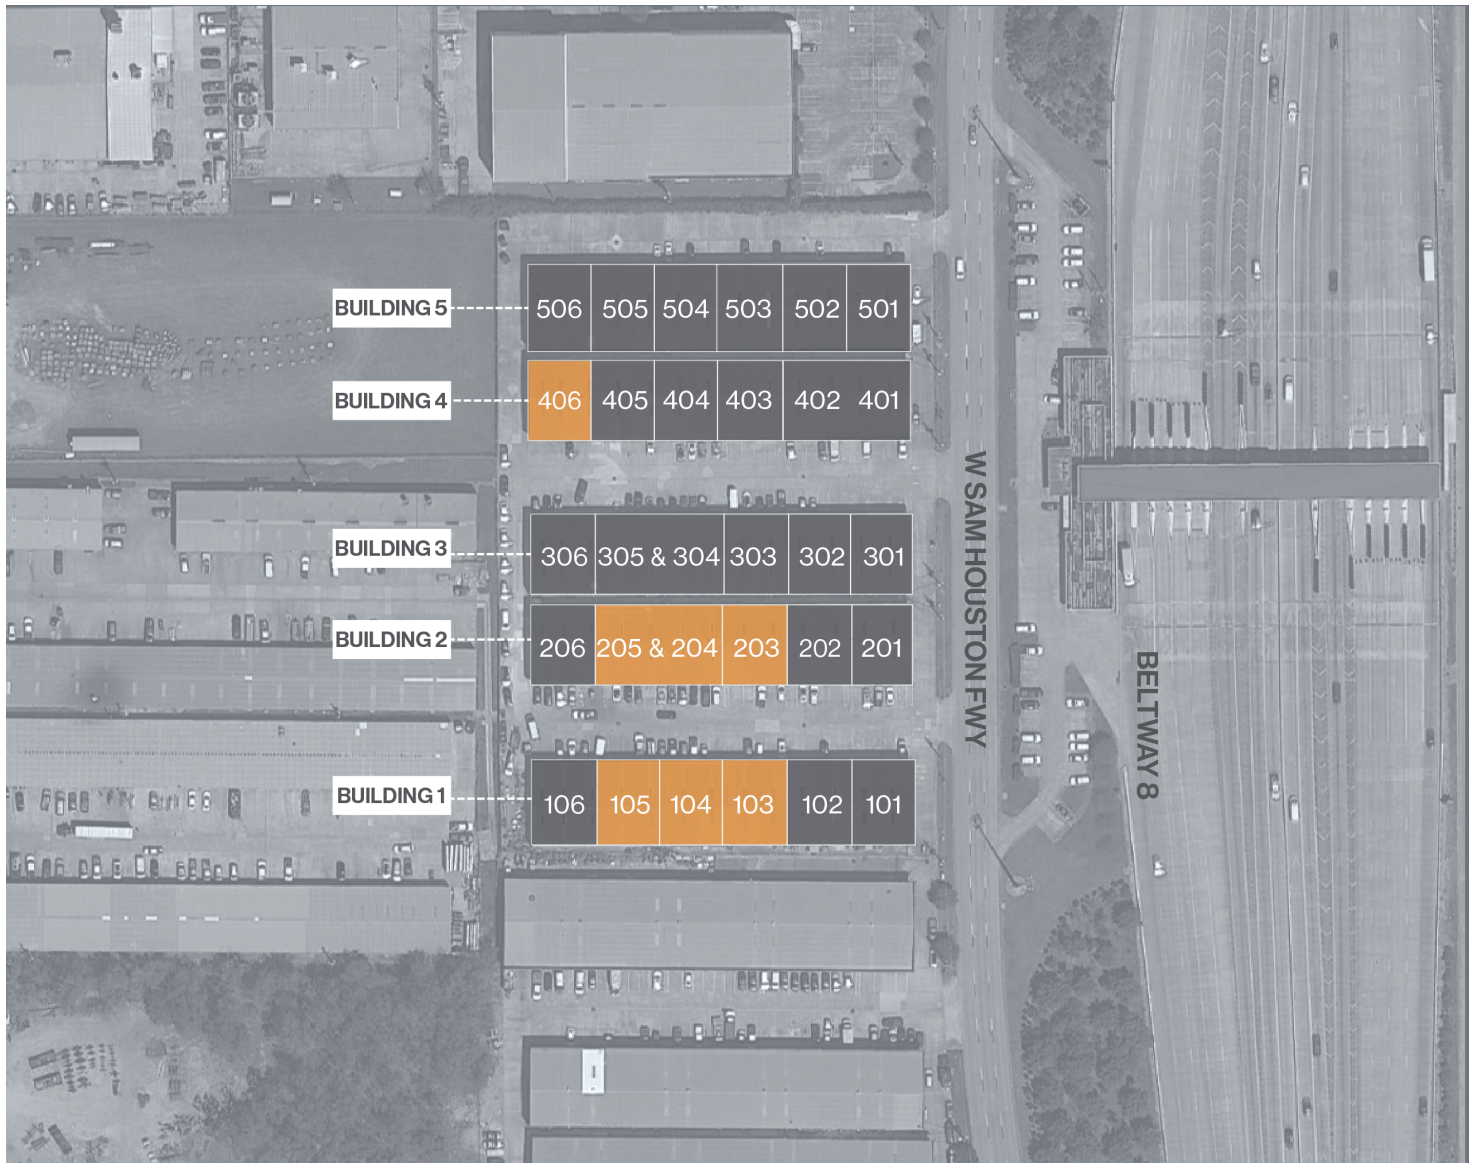 BUILDING 5
506 505 504 503 502 501
BUILDING 4
406 405 404 403 402 401
BUILDING 3
306 305 & 304 303 302 301
BUILDING 2
206 205 & 204 203 202 201
BUILDING 1
106 105 104 103 102 101
W SAM HOUSTON FWY
BELTWAY 8